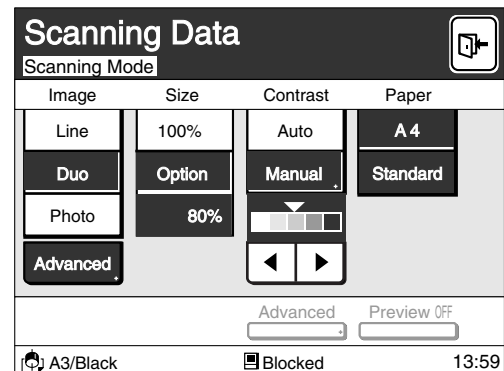 Scanning Data
Scanning Mode
Image Size Contrast Paper
Line 100% Auto A4
Duo Option Manual Standard
Photo 80%
Advanced
Advanced Preview OFF
A3/Black Blocked 13:59